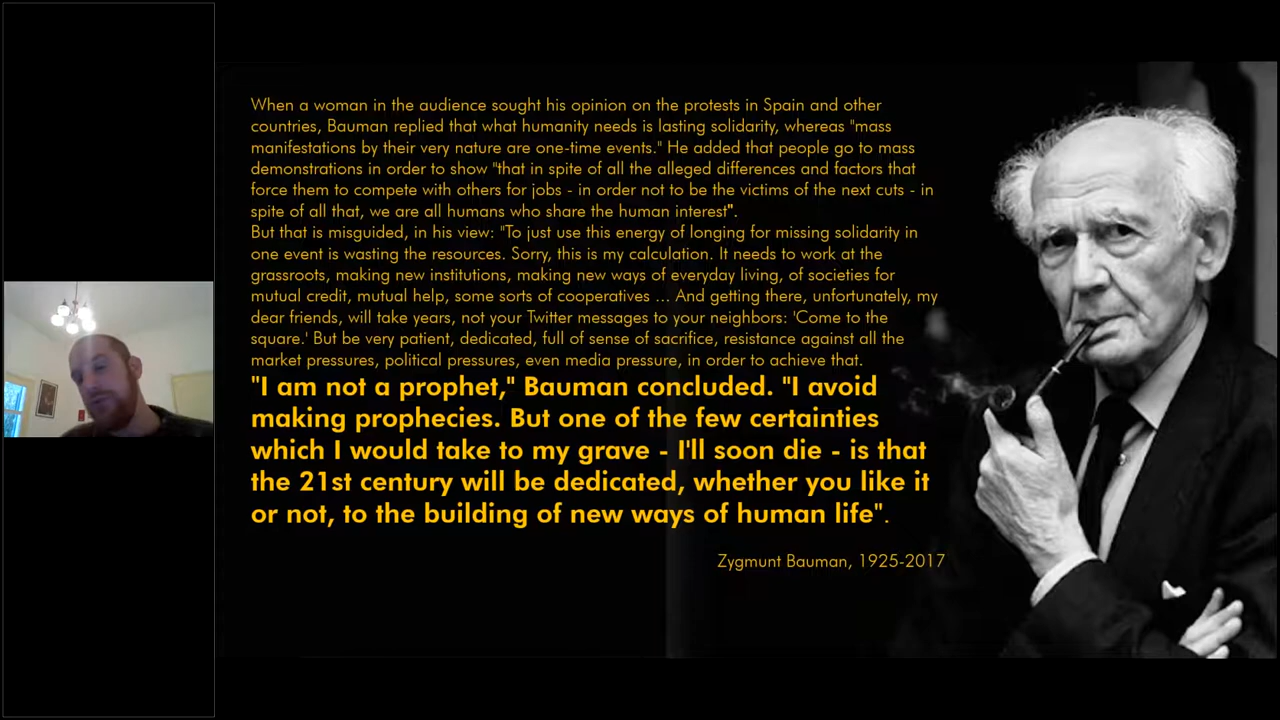 When a woman in the audience sought his opinion on the protests in Spain and other
countries, Bauman replied that what humanity needs is lasting solidarity, whereas "mass
manifestations by their very nature are one-time events." He added that people go to mass
demonstrations in order to show "that in spite of all the alleged differences and factors that
force them to compete with others for jobs - in order not to be the victims of the next cuts - in
spite of all that, we are all humans who share the human interest".
But that is misguided, in his view: "To just use this energy of longing for missing solidarity in
one event is wasting the resources. Sorry, this is my calculation. It needs to work at the
grassroots, making new institutions, making new ways of everyday living, of societies for
mutual credit, mutual help, some sorts of cooperatives ... And getting there, unfortunately, my
dear friends, will take years, not your Twitter messages to your neighbors: 'Come to the
square.' But be very patient, dedicated, full of sense of sacrifice, resistance against all the
market pressures, political pressures, even media pressure, in order to achieve that.
"I am not a prophet," Bauman concluded. "I avoid
making prophecies. But one of the few certainties
which I would take to my grave - I'll soon die - is that
the 21st century will be dedicated, whether you like it
or not, to the building of new ways of human life".
Zygmunt Bauman, 1925-2017